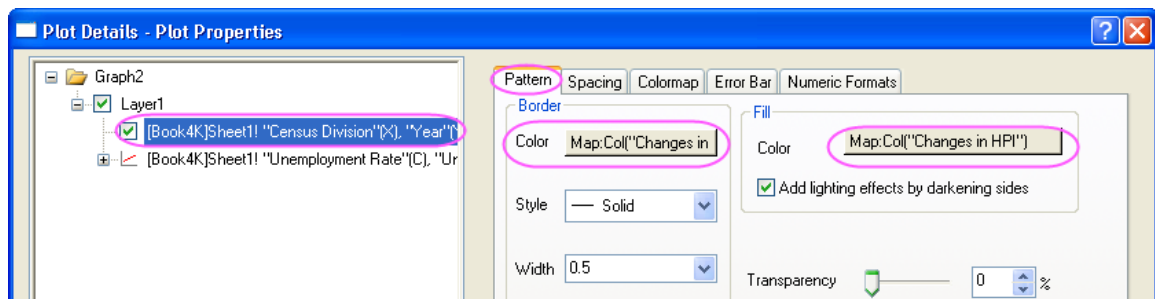 Plot Details - Plot Properties
Graph2
Layer1
[Book4K]Sheet1! "Census Division"(X), "Year"(Y
[Book4K]Sheet1! "Unemployment Rate"(C), "Ur
Pattern Spacing Colormap Error Bar Numeric Formats
Border
Color Map:Col("Changes in
Style Solid
Width 0.5
Fill
Color Map:Col("Changes in HPI")
Add lighting effects by darkening sides
Transparency 0 %